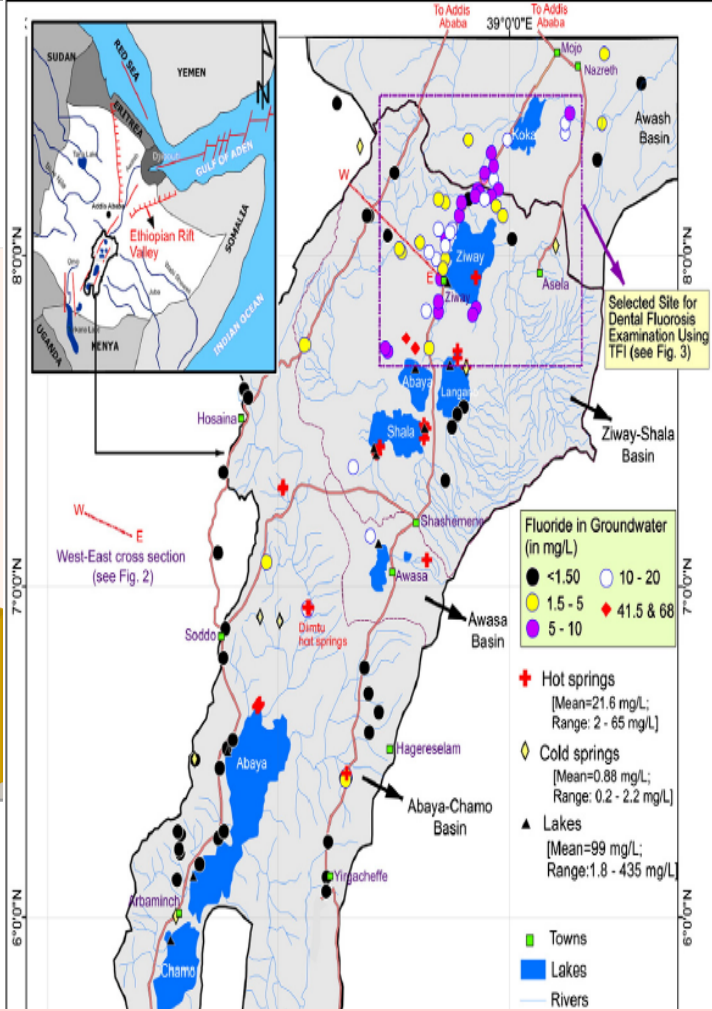 To Addis
Ababa
To Addis
Ababa
39°0'0"E
Mojo
Nazreth
SUDAN
RED SEA
YEMEN
N
ERITREA
Djibouti
GULF OF ADEN
Addis Ababa
SOMALIA
Ethiopian Rift
Valley
Omo
INDIAN OCEAN
UGANDA
KENYA
Awash
Basin
Koka
W
Ziway
E
Ziway
8°0'0"N
8°0'0"N
Asela
Selected Site for
Dental Fluorosis
Examination Using
TFI (see Fig. 3)
Abaya
Langano
Hosaina
Shala
Ziway-Shala
Basin
W
E
West-East cross section
(see Fig. 2)
Shashemene
Awasa
7°0'0"N
7°0'0"N
Soddo
Dimtu
hot springs
Awasa
Basin
Fluoride in Groundwater
(in mg/L)
<1.50
10 - 20
1.5 - 5
41.5 & 68
5 - 10
Hot springs
[Mean=21.6 mg/L;
Range: 2 - 65 mg/L]
Hagereselam
Abaya
Cold springs
[Mean=0.88 mg/L;
Range: 0.2 - 2.2 mg/L]
Abaya-Chamo
Basin
Lakes
[Mean=99 mg/L;
Range:1.8 - 435 mg/L]
Yirgacheffe
Arbaminch
6°0'0"N
6°0'0"N
Chamo
Towns
Lakes
Rivers